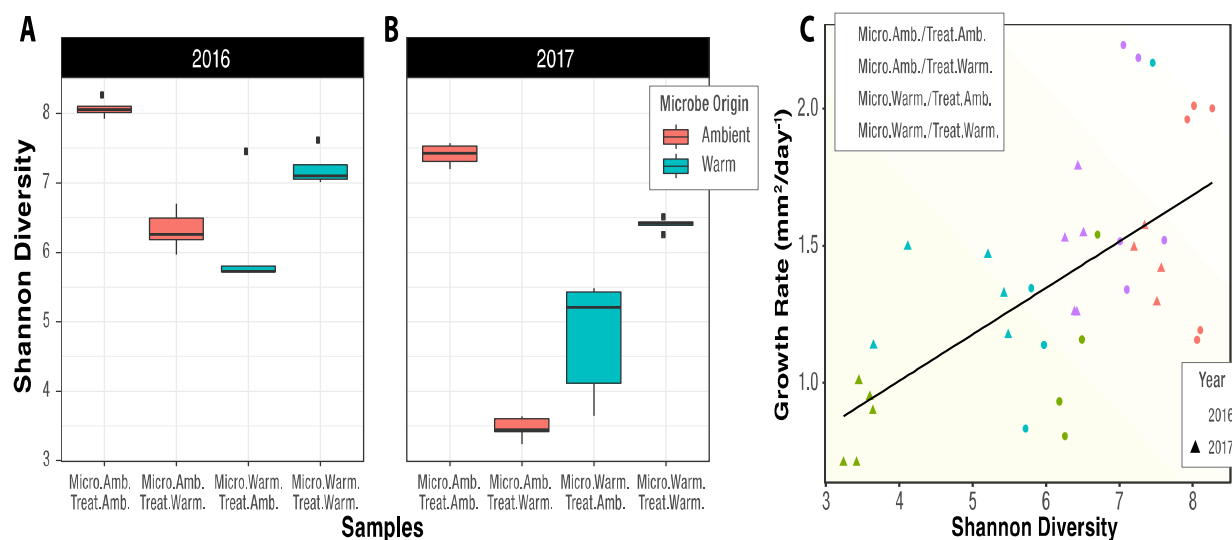 A
2016
Shannon Diversity
8
7
6
5
4
3
Micro.Amb. Micro.Amb. Micro.Warm. Micro.Warm.
Treat.Amb. Treat.Warm. Treat.Amb. Treat.Warm.
B
2017
Microbe Origin
Ambient
Warm
Micro.Amb. Micro.Amb. Micro.Warm. Micro.Warm.
Treat.Amb. Treat.Warm. Treat.Amb. Treat.Warm.
Samples
C
Micro.Amb./Treat.Amb.
Micro.Amb./Treat.Warm.
Micro.Warm./Treat.Amb.
Micro.Warm./Treat.Warm.
Growth Rate (mm²/day⁻¹)
2.0
1.5
1.0
Year
2016
2017
3 4 5 6 7 8
Shannon Diversity